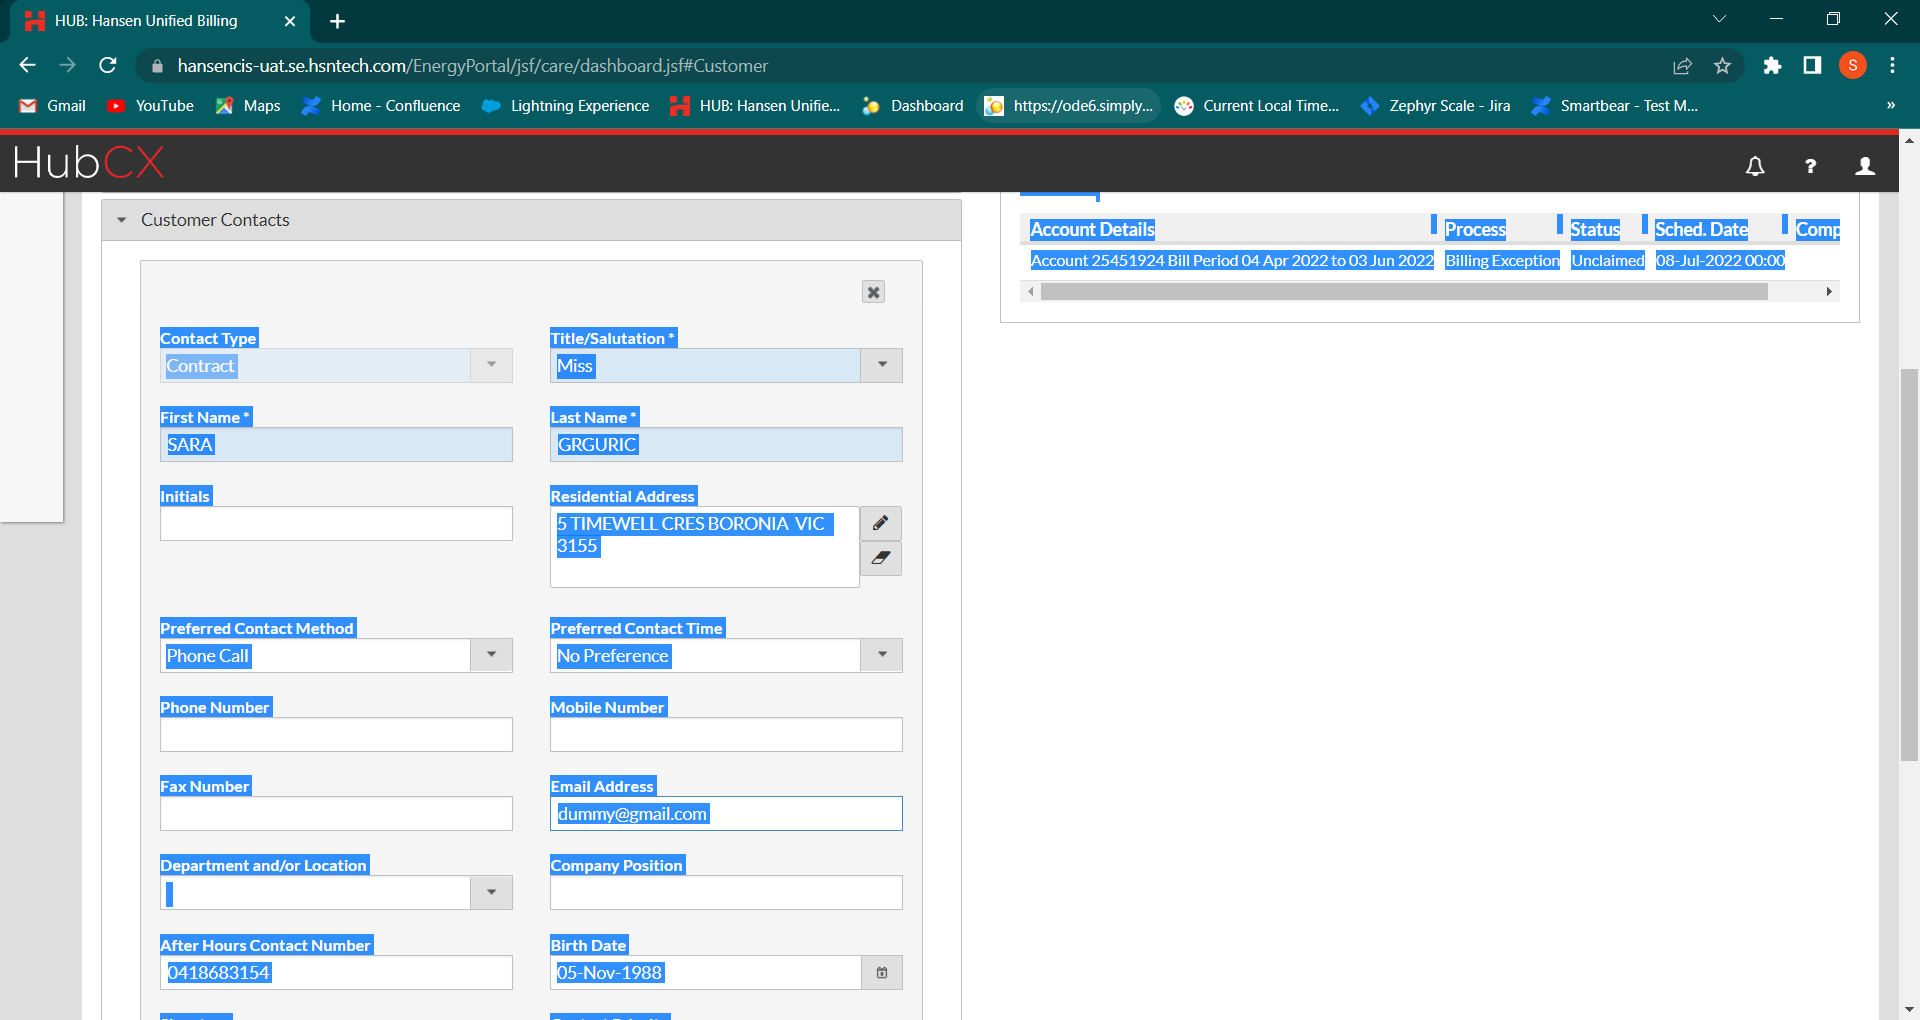 HUB: Hansen Unified Billing
hansencis-uat.se.hsntech.com/EnergyPortal/jsf/care/dashboard.jsf#Customer
S
Gmail YouTube Maps Home - Confluence Lightning Experience HUB: Hansen Unifie... Dashboard https://ode6.simply... Current Local Time... Zephyr Scale - Jira Smartbear - Test M... »
HubCX
?
Customer Contacts
Account Details Process Status Sched. Date Comp
Account 25451924 Bill Period 04 Apr 2022 to 03 Jun 2022 Billing Exception Unclaimed 08-Jul-2022 00:00
Contact Type Title/Salutation *
Contract Miss
First Name * Last Name *
SARA GRGURIC
Initials Residential Address
5 TIMEWELL CRES BORONIA VIC
3155
Preferred Contact Method Preferred Contact Time
Phone Call No Preference
Phone Number Mobile Number
Fax Number Email Address
dummy@gmail.com
Department and/or Location Company Position
After Hours Contact Number Birth Date
0418683154 05-Nov-1988